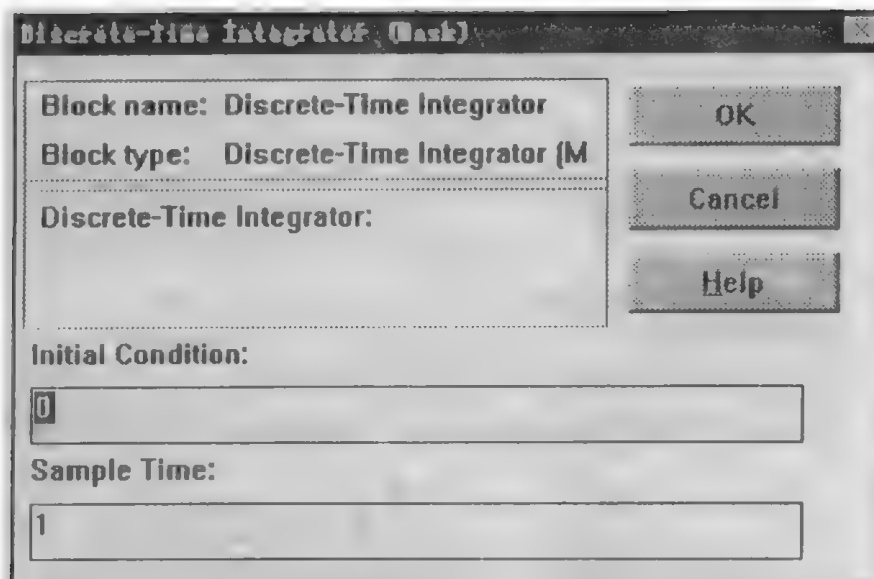 Discrete-Time Integrator (Mask)
Block name: Discrete-Time Integrator
OK
Block type: Discrete-Time Integrator (M
Cancel
Discrete-Time Integrator:
Help
Initial Condition:
0
Sample Time:
1